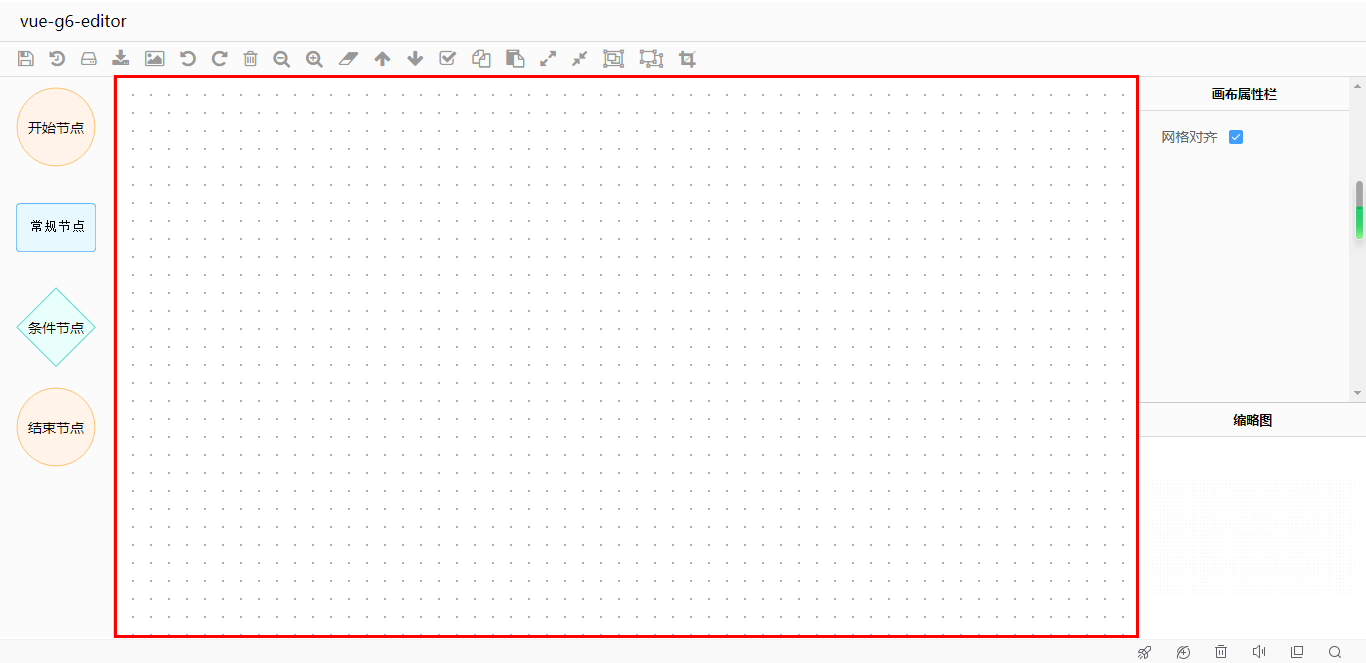 vue-g6-editor
开始节点
常规节点
条件节点
结束节点
画布属性栏
网格对齐
缩略图